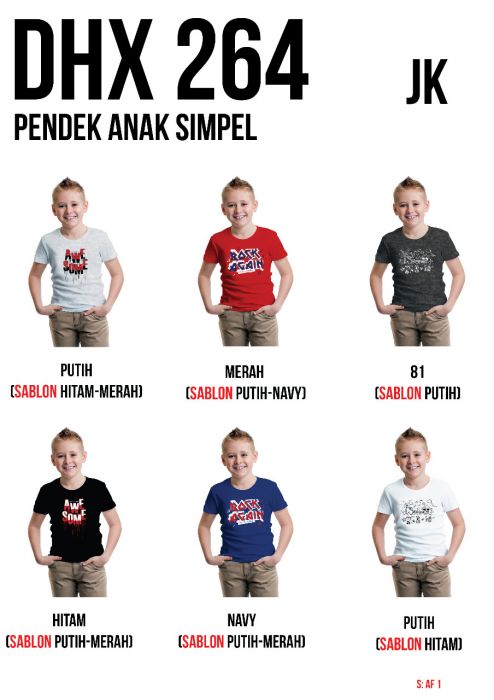 DHX 264
JK
PENDEK ANAK SIMPEL
AWE
SOME
ROCK
AGAIN
PUTIH
(SABLON HITAM-MERAH)
MERAH
(SABLON PUTIH-NAVY)
81
(SABLON PUTIH)
AWE
SOME
ROCK
AGAIN
HITAM
(SABLON PUTIH-MERAH)
NAVY
(SABLON PUTIH-MERAH)
PUTIH
(SABLON HITAM)
S: AF 1